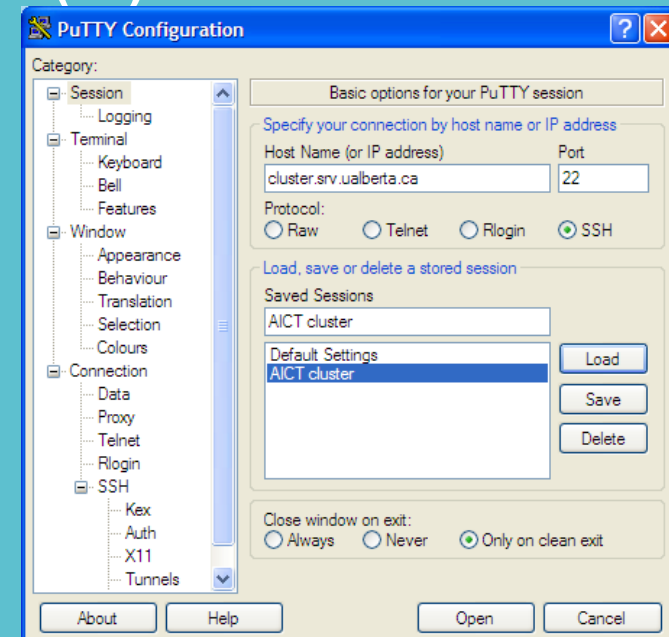 PuTTY Configuration
Category:
Session
Logging
Terminal
Keyboard
Bell
Features
Window
Appearance
Behaviour
Translation
Selection
Colours
Connection
Data
Proxy
Telnet
Rlogin
SSH
Kex
Auth
X11
Tunnels
Basic options for your PuTTY session
Specify your connection by host name or IP address
Host Name (or IP address) Port
cluster.srv.ualberta.ca 22
Protocol:
Raw Telnet Rlogin SSH
Load, save or delete a stored session
Saved Sessions
AICT cluster
Default Settings
AICT cluster
Load
Save
Delete
Close window on exit:
Always Never Only on clean exit
About Help Open Cancel